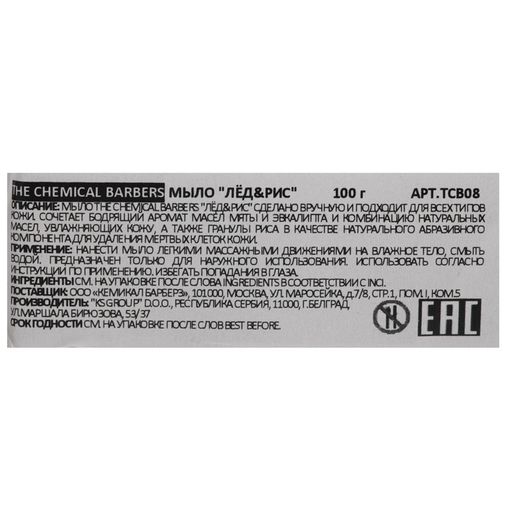 THE CHEMICAL BARBERS МЫЛО "ЛЁД&РИС" 100 г АРТ.TCB08
ОПИСАНИЕ: МЫЛО THE CHEMJCAL BARBERS "ЛЁД&РИС" СДЕЛАНО ВРУЧНУЮ И ПОДХОДИТ ДЛЯ ВСЕХ ТИПОВ
КОЖИ. СОЧЕТАЕТ БОДРЯЩИЙ АРОМАТ МАСЕЛ МЯТЫ И ЭВКАЛИПТА И КОМБИНАЦИЮ НАТУРАЛЬНЫХ
МАСЕЛ, УВЛАЖНЯЮЩИХ КОЖУ, А ТАКЖЕ ГРАНУЛЫ РИСА В КАЧЕСТВЕ НАТУРАЛЬНОГО АБРАЗИВНОГО
КОМПОНЕНТА ДЛЯ УДАЛЕНИЯ МЁРТВЫХ КЛЕТОК КОЖИ.
ПРИМЕНЕНИЕ: НАНЕСТИ МЫЛО ЛЕГКИМИ МАССАЖНЫМИ ДВИЖЕНИЯМИ НА ВЛАЖНОЕ ТЕЛО, СМЫТЬ
ВОДОЙ. ПРЕДНАЗНАЧЕН ТОЛЬКО ДЛЯ НАРУЖНОГО ИСПОЛЬЗОВАНИЯ. ИСПОЛЬЗОВАТЬ СОГЛАСНО
ИНСТРУКЦИИ ПО ПРИМЕНЕНИЮ. ИЗБЕГАТЬ ПОПАДАНИЯ В ГЛАЗА.
ИНГРЕДИЕНТЫ СМ. НА УПАКОВКЕ ПОСЛЕ СЛОВА INGREDIENTS В СООТВЕТСТВИИ С INCI.
ПОСТАВЩИК: ООО «КЕМИКАЛ БАРБЕРЗ», 101000, МОСКВА, УЛ. МАРОСЕЙКА, д.7/8, СТР.1, ПОМ. I, КОМ.5
ПРОИЗВОДИТЕЛЬ: "KS GROUP" D.O.O., РЕСПУБЛИКА СЕРБИЯ, 11000, Г.БЕЛГРАД,
УЛ.МАРШАЛА БИРЮЗОВА, 53/37
СРОК ГОДНОСТИ СМ. НА УПАКОВКЕ ПОСЛЕ СЛОВ BEST BEFORE.
EAC